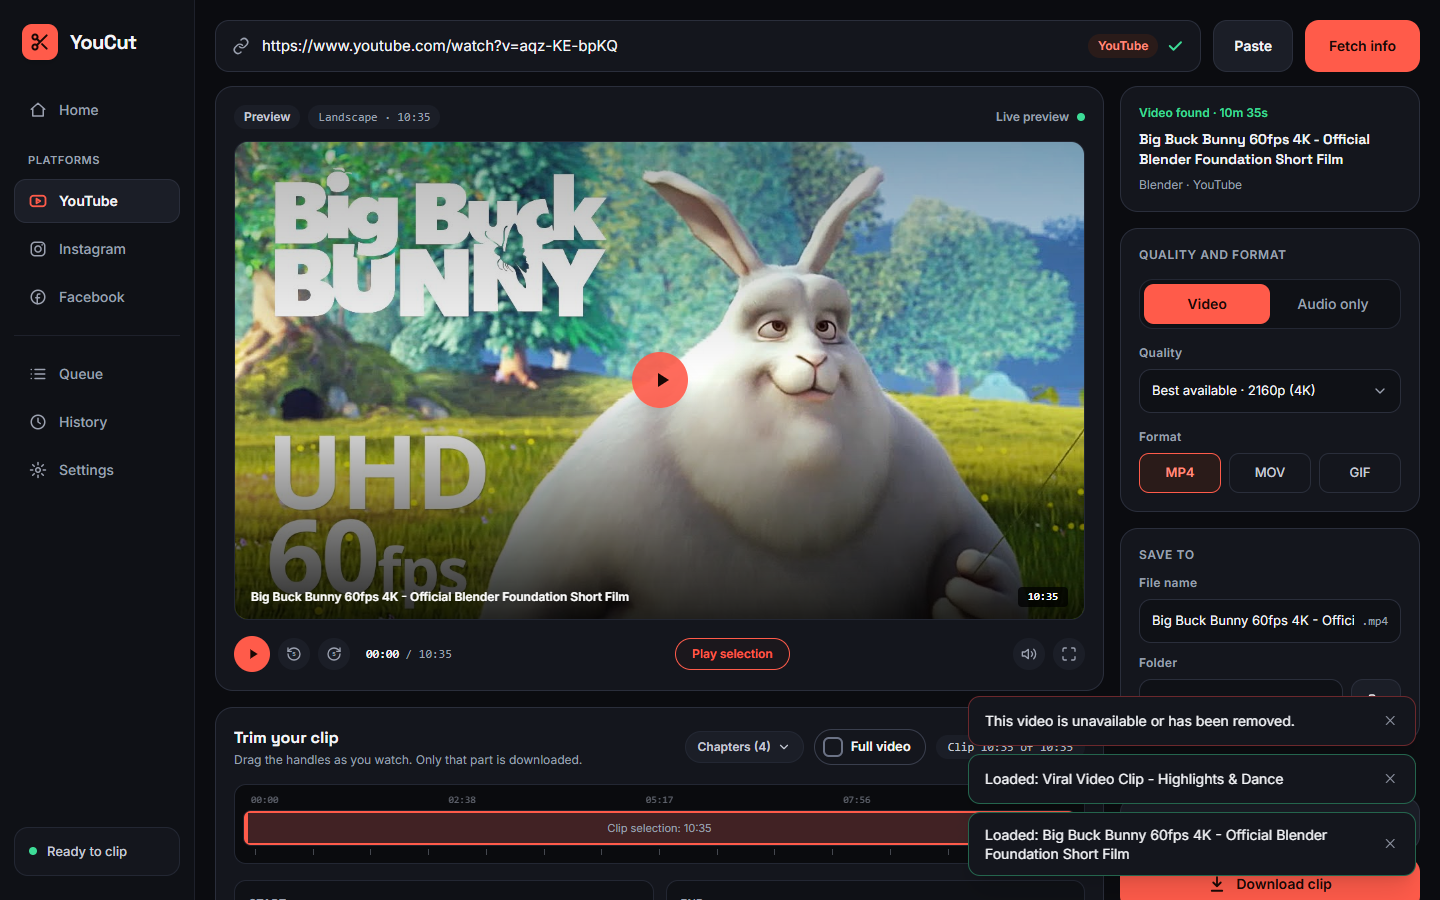 YouCut
https://www.youtube.com/watch?v=aqz-KE-bpKQ
YouTube
Paste
Fetch info
Home
PLATFORMS
YouTube
Instagram
Facebook
Queue
History
Settings
Ready to clip
Preview
Landscape · 10:35
Live preview
Big Buck
BUNNY
UHD
60fps
Big Buck Bunny 60fps 4K - Official Blender Foundation Short Film
10:35
00:00 / 10:35
Play selection
Trim your clip
Drag the handles as you watch. Only that part is downloaded.
Chapters (4)
Full video
Clip 10:35 of 10:35
00:00
02:38
05:17
07:56
Clip selection: 10:35
Video found · 10m 35s
Big Buck Bunny 60fps 4K - Official
Blender Foundation Short Film
Blender · YouTube
QUALITY AND FORMAT
Video
Audio only
Quality
Best available · 2160p (4K)
Format
MP4
MOV
GIF
SAVE TO
File name
Big Buck Bunny 60fps 4K - Offici .mp4
Folder
This video is unavailable or has been removed.
Loaded: Viral Video Clip - Highlights & Dance
Loaded: Big Buck Bunny 60fps 4K - Official Blender
Foundation Short Film
Download clip